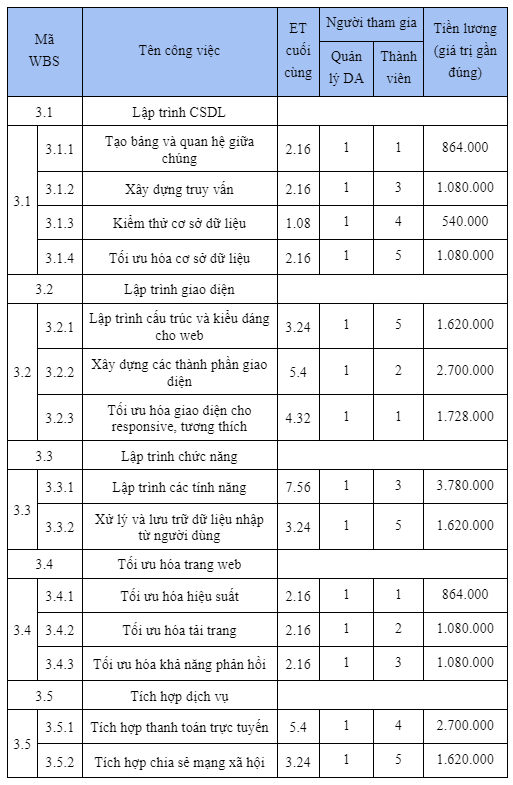 Mã WBS | Tên công việc | ET cuối cùng | Người tham gia | Tiền lương (giá trị gần đúng)
Quản lý DA | Thành viên
3.1 | Lập trình CSDL
3.1 | 3.1.1 | Tạo bảng và quan hệ giữa chúng | 2.16 | 1 | 1 | 864.000
3.1.2 | Xây dựng truy vấn | 2.16 | 1 | 3 | 1.080.000
3.1.3 | Kiểm thử cơ sở dữ liệu | 1.08 | 1 | 4 | 540.000
3.1.4 | Tối ưu hóa cơ sở dữ liệu | 2.16 | 1 | 5 | 1.080.000
3.2 | Lập trình giao diện
3.2 | 3.2.1 | Lập trình cấu trúc và kiểu dáng cho web | 3.24 | 1 | 5 | 1.620.000
3.2.2 | Xây dựng các thành phần giao diện | 5.4 | 1 | 2 | 2.700.000
3.2.3 | Tối ưu hóa giao diện cho responsive, tương thích | 4.32 | 1 | 1 | 1.728.000
3.3 | Lập trình chức năng
3.3 | 3.3.1 | Lập trình các tính năng | 7.56 | 1 | 3 | 3.780.000
3.3.2 | Xử lý và lưu trữ dữ liệu nhập từ người dùng | 3.24 | 1 | 5 | 1.620.000
3.4 | Tối ưu hóa trang web
3.4 | 3.4.1 | Tối ưu hóa hiệu suất | 2.16 | 1 | 1 | 864.000
3.4.2 | Tối ưu hóa tải trang | 2.16 | 1 | 2 | 1.080.000
3.4.3 | Tối ưu hóa khả năng phản hồi | 2.16 | 1 | 3 | 1.080.000
3.5 | Tích hợp dịch vụ
3.5 | 3.5.1 | Tích hợp thanh toán trực tuyến | 5.4 | 1 | 4 | 2.700.000
3.5.2 | Tích hợp chia sẻ mạng xã hội | 3.24 | 1 | 5 | 1.620.000